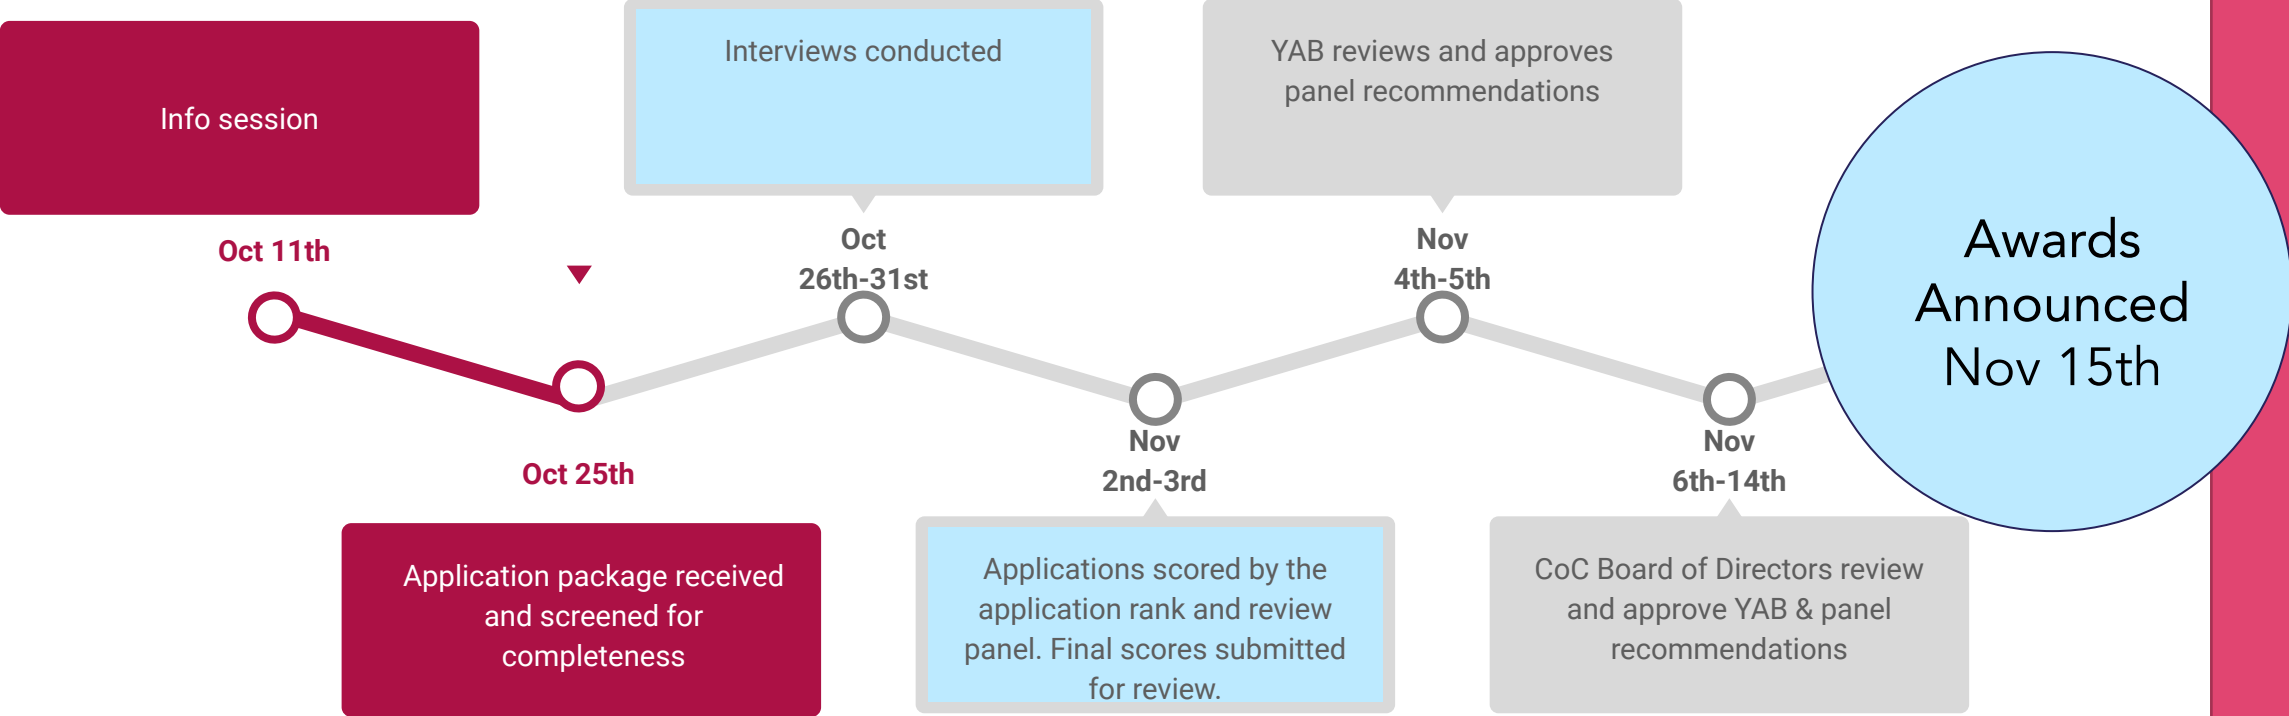 Info session
Oct 11th
Oct 25th
Application package received
and screened for
completeness
Interviews conducted
Oct
26th-31st
Nov
2nd-3rd
Applications scored by the
application rank and review
panel. Final scores submitted
for review.
YAB reviews and approves
panel recommendations
Nov
4th-5th
Nov
6th-14th
CoC Board of Directors review
and approve YAB & panel
recommendations
Awards
Announced
Nov 15th